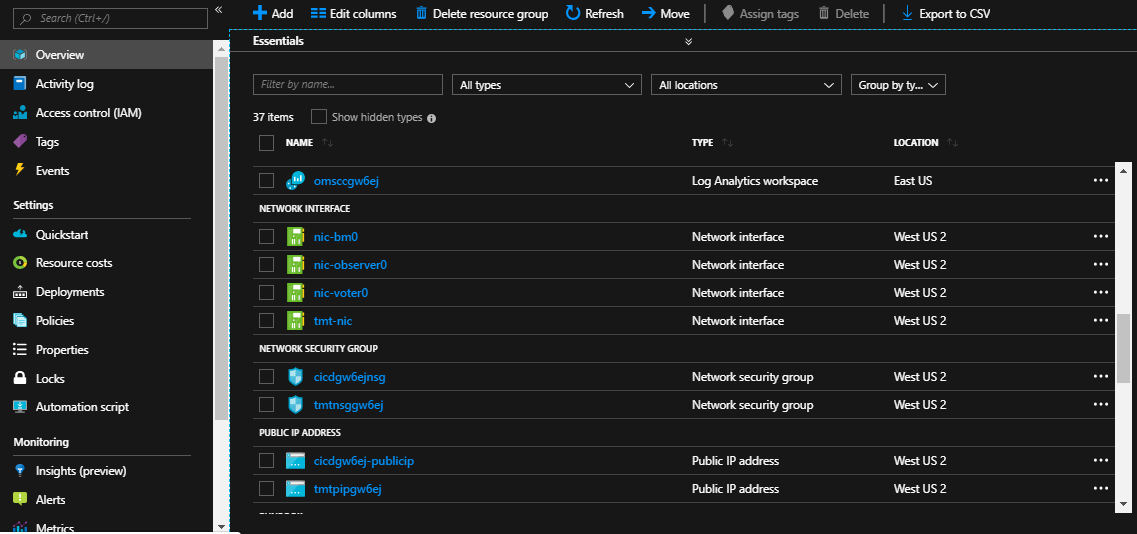 Search (Ctrl+/)
«
Add
Edit columns
Delete resource group
Refresh
Move
Assign tags
Delete
Export to CSV
Overview
Activity log
Access control (IAM)
Tags
Events
Settings
Quickstart
Resource costs
Deployments
Policies
Properties
Locks
Automation script
Monitoring
Insights (preview)
Alerts
Metrics
Essentials
Filter by name...
All types
All locations
Group by ty...
37 items
Show hidden types
NAME TYPE LOCATION
omsccgw6ej Log Analytics workspace East US
NETWORK INTERFACE
nic-bm0 Network interface West US 2
nic-observer0 Network interface West US 2
nic-voter0 Network interface West US 2
tmt-nic Network interface West US 2
NETWORK SECURITY GROUP
cicdgw6ejnsg Network security group West US 2
tmtnsggw6ej Network security group West US 2
PUBLIC IP ADDRESS
cicdgw6ej-publicip Public IP address West US 2
tmtpipgw6ej Public IP address West US 2